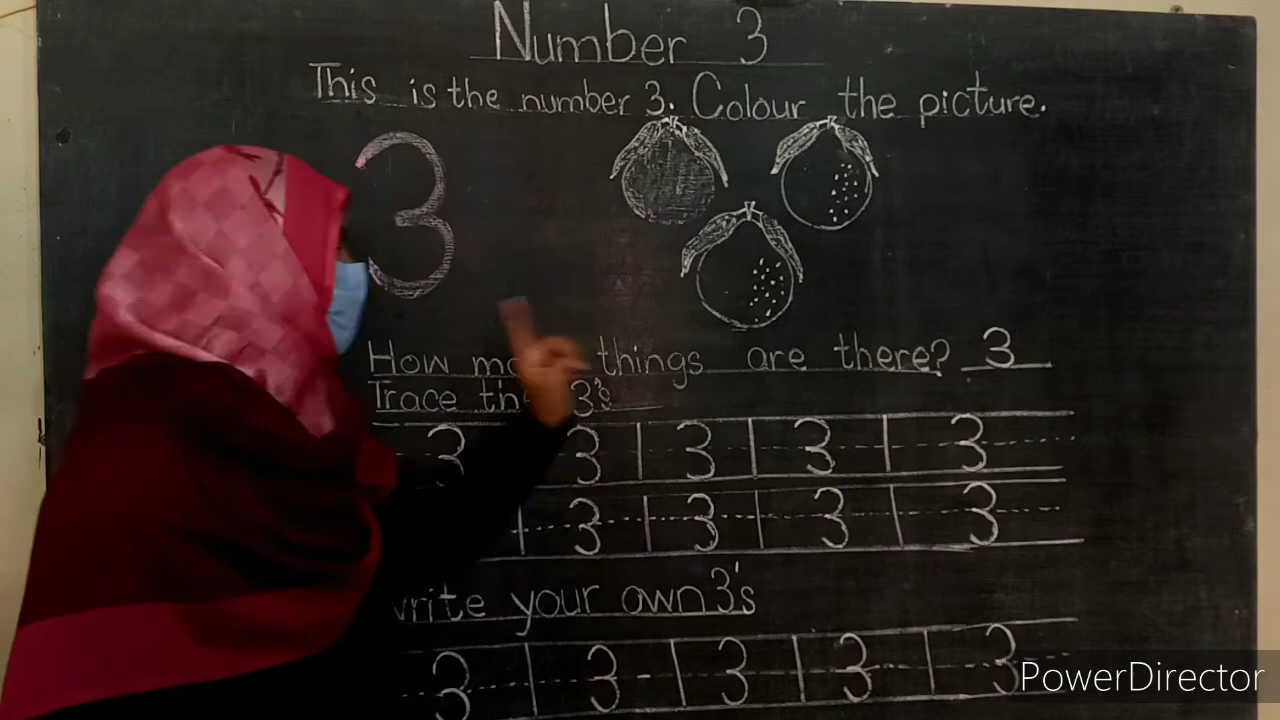 Number 3
This is the number 3. Colour the picture.
3
How things are there? 3
Trace 3's
3 3 3 3 3
3 3 3 3
write your own 3's
3 3 3 3 3
PowerDirector